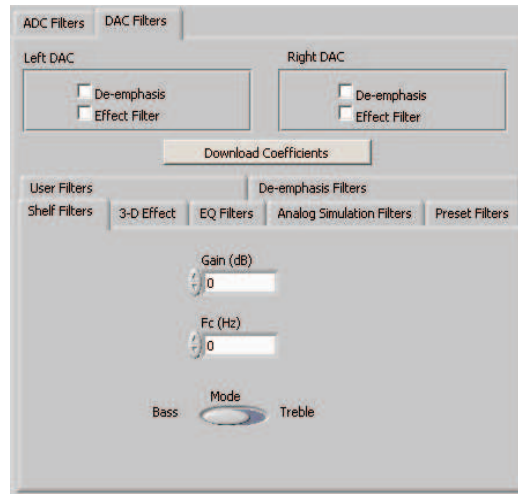 ADC Filters DAC Filters
Left DAC Right DAC
De-emphasis De-emphasis
Effect Filter Effect Filter
Download Coefficients
User Filters De-emphasis Filters
Shelf Filters 3-D Effect EQ Filters Analog Simulation Filters Preset Filters
Gain (dB)
0
Fc (Hz)
0
Mode
Bass Treble